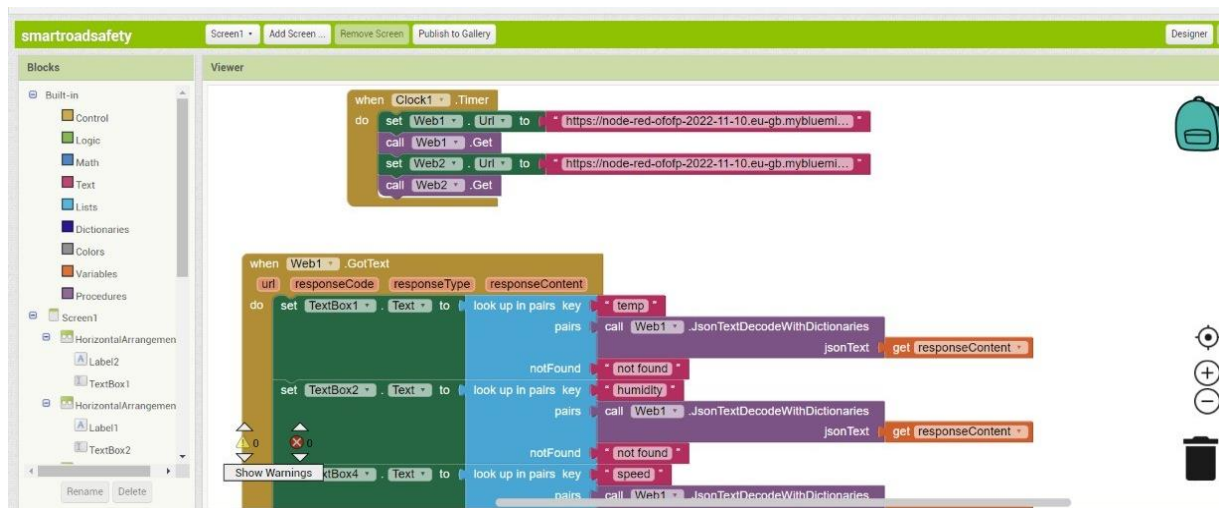 smartroadsafety Screen1 Add Screen ... Remove Screen Publish to Gallery Designer
Blocks
Viewer
Built-in
Control
Logic
Math
Text
Lists
Dictionaries
Colors
Variables
Procedures
Screen1
HorizontalArrangemen
Label2
TextBox1
HorizontalArrangemen
Label1
TextBox2
Rename Delete
when Clock1 .Timer
do set Web1 . Url to " https://node-red-ofofp-2022-11-10.eu-gb.mybluemi... "
call Web1 .Get
set Web2 . Url to " https://node-red-ofofp-2022-11-10.eu-gb.mybluemi... "
call Web2 .Get
when Web1 .GotText
url responseCode responseType responseContent
do set TextBox1 . Text to look up in pairs key " temp "
pairs call Web1 .JsonTextDecodeWithDictionaries
jsonText get responseContent
notFound " not found "
set TextBox2 . Text to look up in pairs key " humidity "
pairs call Web1 .JsonTextDecodeWithDictionaries
jsonText get responseContent
notFound " not found "
TextBox4 . Text to look up in pairs key " speed "
pairs call Web1 .JsonTextDecodeWithDictionaries
0 0
Show Warnings